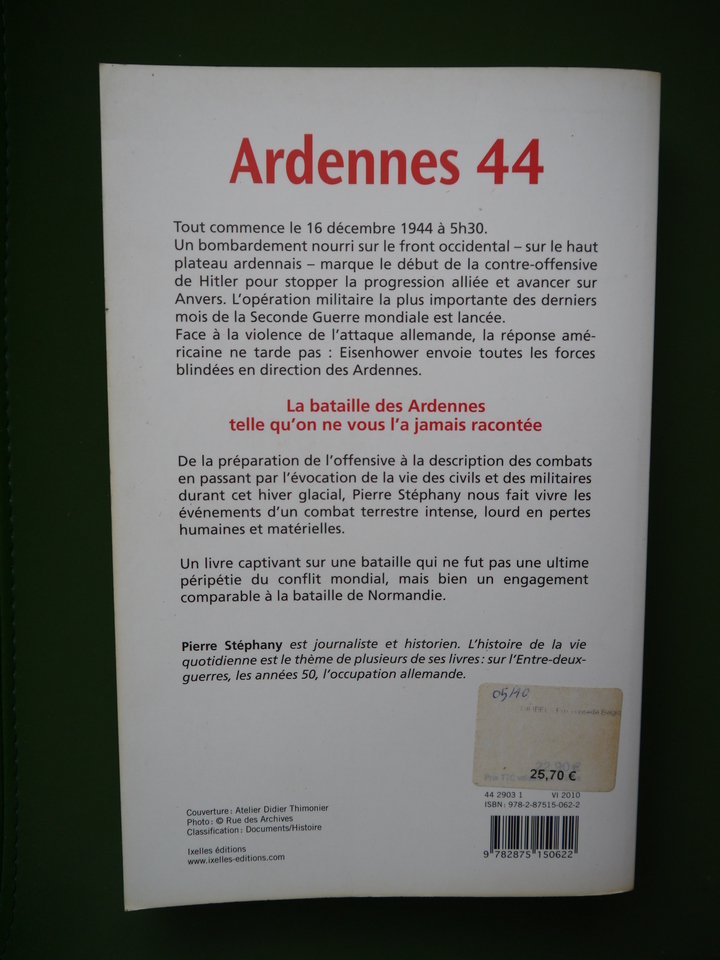 Ardennes 44
Tout commence le 16 décembre 1944 à 5h30.
Un bombardement nourri sur le front occidental – sur le haut
plateau ardennais – marque le début de la contre-offensive
de Hitler pour stopper la progression alliée et avancer sur
Anvers. L’opération militaire la plus importante des derniers
mois de la Seconde Guerre mondiale est lancée.
Face à la violence de l’attaque allemande, la réponse amé-
ricaine ne tarde pas : Eisenhower envoie toutes les forces
blindées en direction des Ardennes.
La bataille des Ardennes
telle qu’on ne vous l’a jamais racontée
De la préparation de l’offensive à la description des combats
en passant par l’évocation de la vie des civils et des militaires
durant cet hiver glacial, Pierre Stéphany nous fait vivre les
événements d’un combat terrestre intense, lourd en pertes
humaines et matérielles.
Un livre captivant sur une bataille qui ne fut pas une ultime
péripétie du conflit mondial, mais bien un engagement
comparable à la bataille de Normandie.
Pierre Stéphany est journaliste et historien. L’histoire de la vie
quotidienne est le thème de plusieurs de ses livres : sur l’Entre-deux-
guerres, les années 50, l’occupation allemande.
25,70 €
44 2903 1 VI 2010
ISBN : 978-2-87515-062-2
9 782875 150622
Couverture : Atelier Didier Thimonier
Photo : © Rue des Archives
Classification : Documents/Histoire
Ixelles éditions
www.ixelles-editions.com